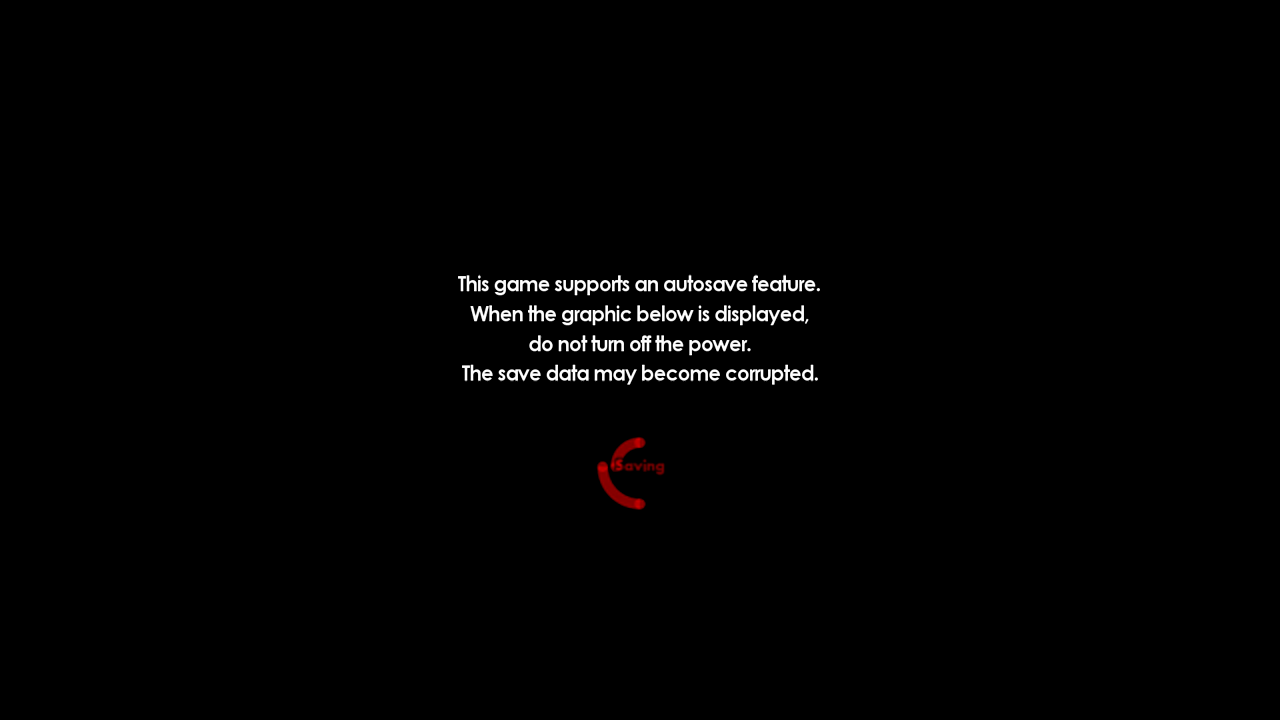 This game supports an autosave feature.
When the graphic below is displayed,
do not turn off the power.
The save data may become corrupted.
Saving